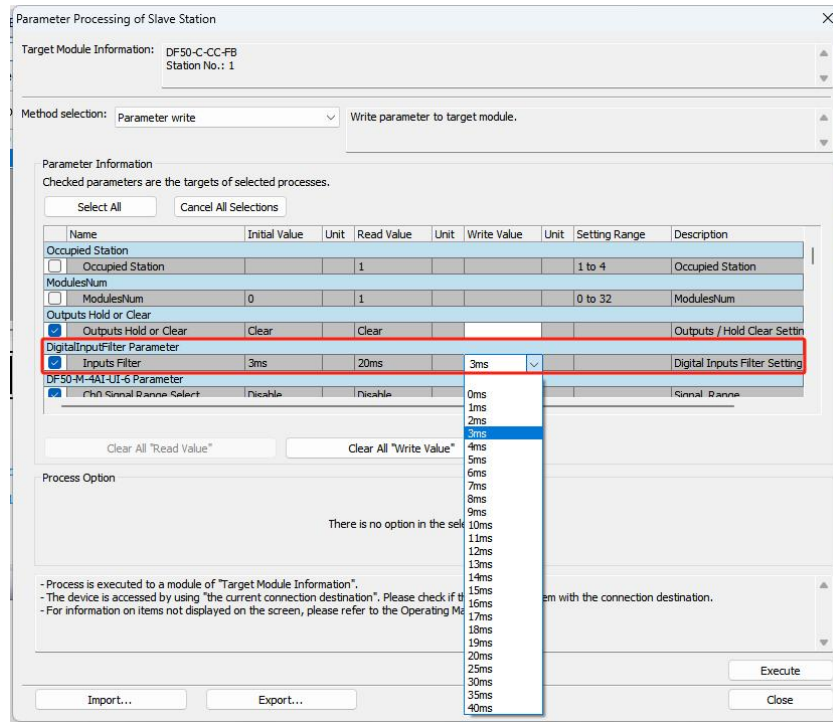 Parameter Processing of Slave Station
Target Module Information: DF50-C-CC-FB
Station No.: 1
Method selection: Parameter write Write parameter to target module.
Parameter Information
Checked parameters are the targets of selected processes.
Select All Cancel All Selections
Name Initial Value Unit Read Value Unit Write Value Unit Setting Range Description
Occupied Station
Occupied Station 1 1 to 4 Occupied Station
ModulesNum
ModulesNum 0 1 0 to 32 ModulesNum
Outputs Hold or Clear
Outputs Hold or Clear Clear Clear Outputs / Hold Clear Settin
DigitalInputFilter Parameter
Inputs Filter 3ms 20ms 3ms Digital Inputs Filter Setting
DF50-M-4AI-UI-6 Parameter
Ch0 Signal Range Select Disable Disable Signal Range
0ms
1ms
2ms
3ms
4ms
5ms
6ms
7ms
8ms
9ms
10ms
11ms
12ms
13ms
14ms
15ms
16ms
17ms
18ms
19ms
20ms
25ms
30ms
35ms
40ms
Clear All "Read Value" Clear All "Write Value"
Process Option
There is no option in the sele
- Process is executed to a module of "Target Module Information".
- The device is accessed by using "the current connection destination". Please check if th em with the connection destination.
- For information on items not displayed on the screen, please refer to the Operating Ma
Execute
Import... Export... Close